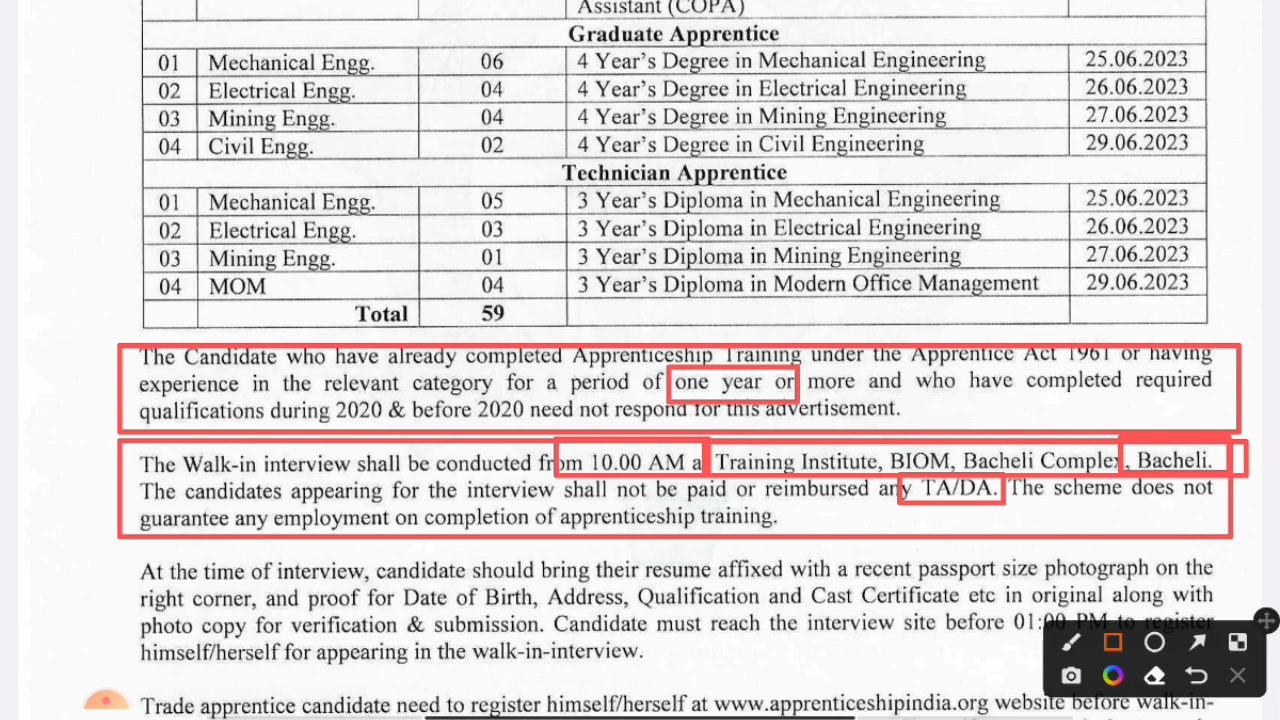 Assistant (COPA)
Graduate Apprentice
01 Mechanical Engg. 06 4 Year's Degree in Mechanical Engineering 25.06.2023
02 Electrical Engg. 04 4 Year's Degree in Electrical Engineering 26.06.2023
03 Mining Engg. 04 4 Year's Degree in Mining Engineering 27.06.2023
04 Civil Engg. 02 4 Year's Degree in Civil Engineering 29.06.2023
Technician Apprentice
01 Mechanical Engg. 05 3 Year's Diploma in Mechanical Engineering 25.06.2023
02 Electrical Engg. 03 3 Year's Diploma in Electrical Engineering 26.06.2023
03 Mining Engg. 01 3 Year's Diploma in Mining Engineering 27.06.2023
04 MOM 04 3 Year's Diploma in Modern Office Management 29.06.2023
Total 59
The Candidate who have already completed Apprenticeship Training under the Apprentice Act 1961 or having
experience in the relevant category for a period of one year or more and who have completed required
qualifications during 2020 & before 2020 need not respond for this advertisement.
The Walk-in interview shall be conducted from 10.00 AM a Training Institute, BIOM, Bacheli Complex, Bacheli.
The candidates appearing for the interview shall not be paid or reimbursed any TA/DA. The scheme does not
guarantee any employment on completion of apprenticeship training.
At the time of interview, candidate should bring their resume affixed with a recent passport size photograph on the
right corner, and proof for Date of Birth, Address, Qualification and Cast Certificate etc in original along with
photo copy for verification & submission. Candidate must reach the interview site before 01:00 PM to register
himself/herself for appearing in the walk-in-interview.
Trade apprentice candidate need to register himself/herself at www.apprenticeshipindia.org website before walk-in-